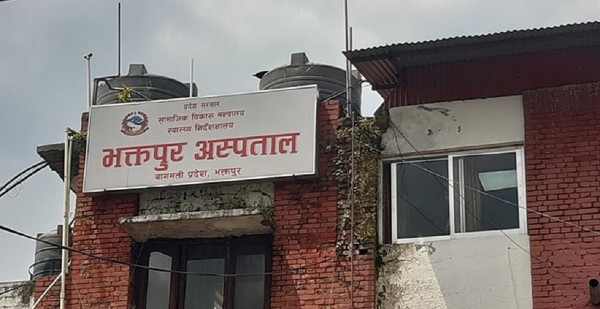 प्रदेश सरकार
सामाजिक विकास मन्त्रालय
स्वास्थ्य निर्देशनालय
भक्तपुर अस्पताल
बागमती प्रदेश, भक्तपुर